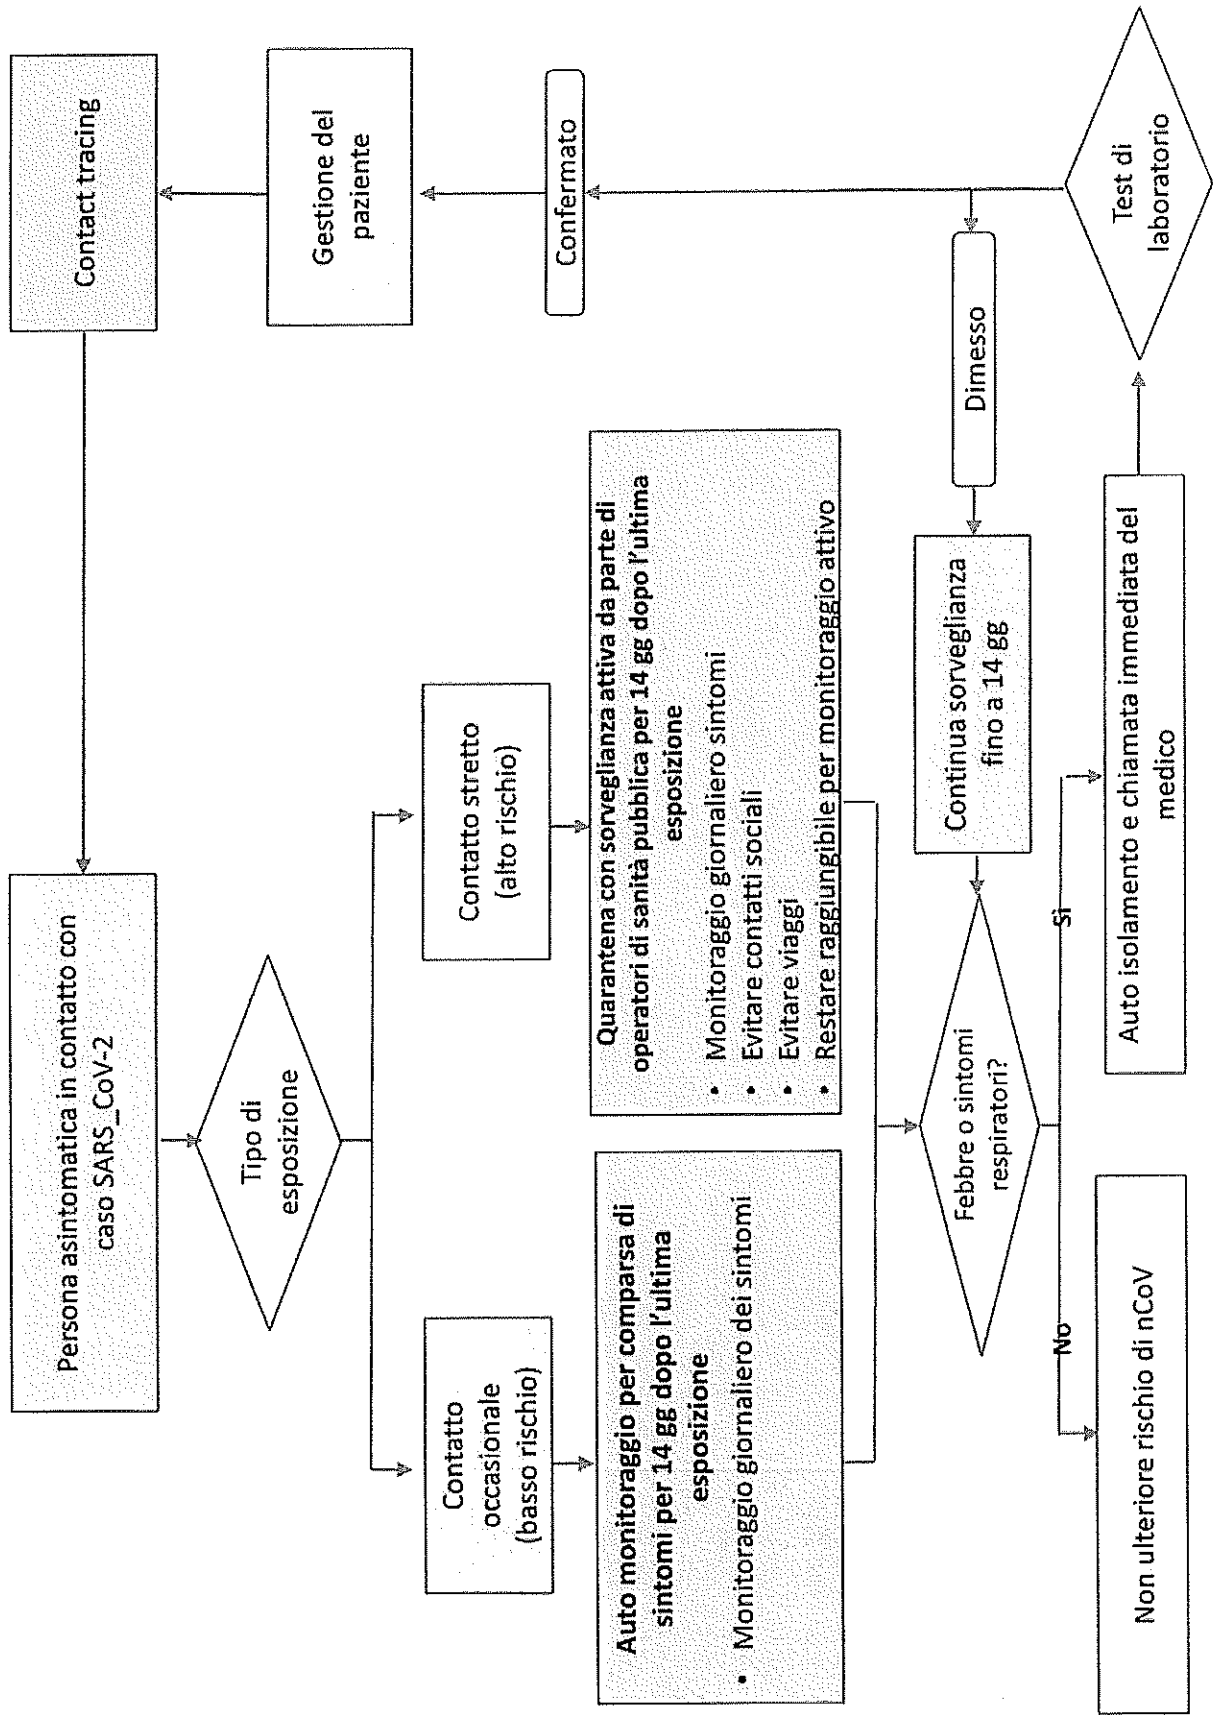 Persona asintomatica in contatto con
caso SARS_CoV-2
Contact tracing
Tipo di
esposizione
Gestione del
paziente
Contatto
occasionale
(basso rischio)
Contatto stretto
(alto rischio)
Confermato
Auto monitoraggio per comparsa di
sintomi per 14 gg dopo l'ultima
esposizione
• Monitoraggio giornaliero dei sintomi
Quarantena con sorveglianza attiva da parte di
operatori di sanità pubblica per 14 gg dopo l'ultima
esposizione
• Monitoraggio giornaliero sintomi
• Evitare contatti sociali
• Evitare viaggi
• Restare raggiungibile per monitoraggio attivo
Febbre o sintomi
respiratori?
Continua sorveglianza
fino a 14 gg
Dimesso
No
Sì
Non ulteriore rischio di nCoV
Auto isolamento e chiamata immediata del
medico
Test di
laboratorio